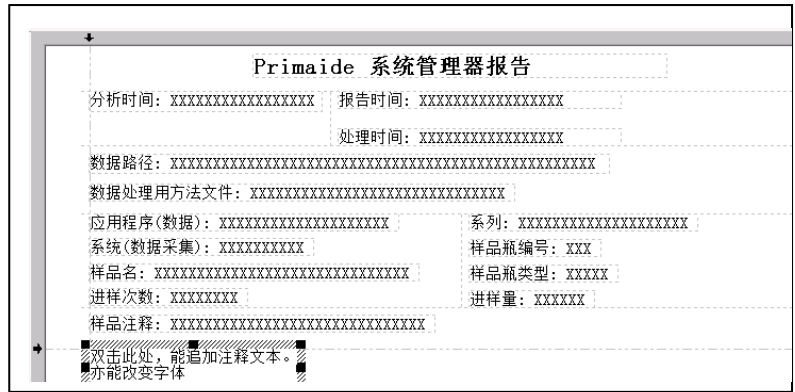 Primaide 系统管理器报告
分析时间: XXXXXXXXXXXXXXXXX 报告时间: XXXXXXXXXXXXXXXXX
处理时间: XXXXXXXXXXXXXXXXX
数据路径: XXXXXXXXXXXXXXXXXXXXXXXXXXXXXXXXXXXXXXXXXXXXXXXXXX
数据处理用方法文件: XXXXXXXXXXXXXXXXXXXXXXXXXXXXXX
应用程序(数据): XXXXXXXXXXXXXXXXXXXX 系列: XXXXXXXXXXXXXXXXXXXX
系统(数据采集): XXXXXXXXXX 样品瓶编号: XXX
样品名: XXXXXXXXXXXXXXXXXXXXXXXXXXXXXX 样品瓶类型: XXXXX
进样次数: XXXXXXXX 进样量: XXXXXX
样品注释: XXXXXXXXXXXXXXXXXXXXXXXXXXXXXX
双击此处，能追加注释文本。
亦能改变字体